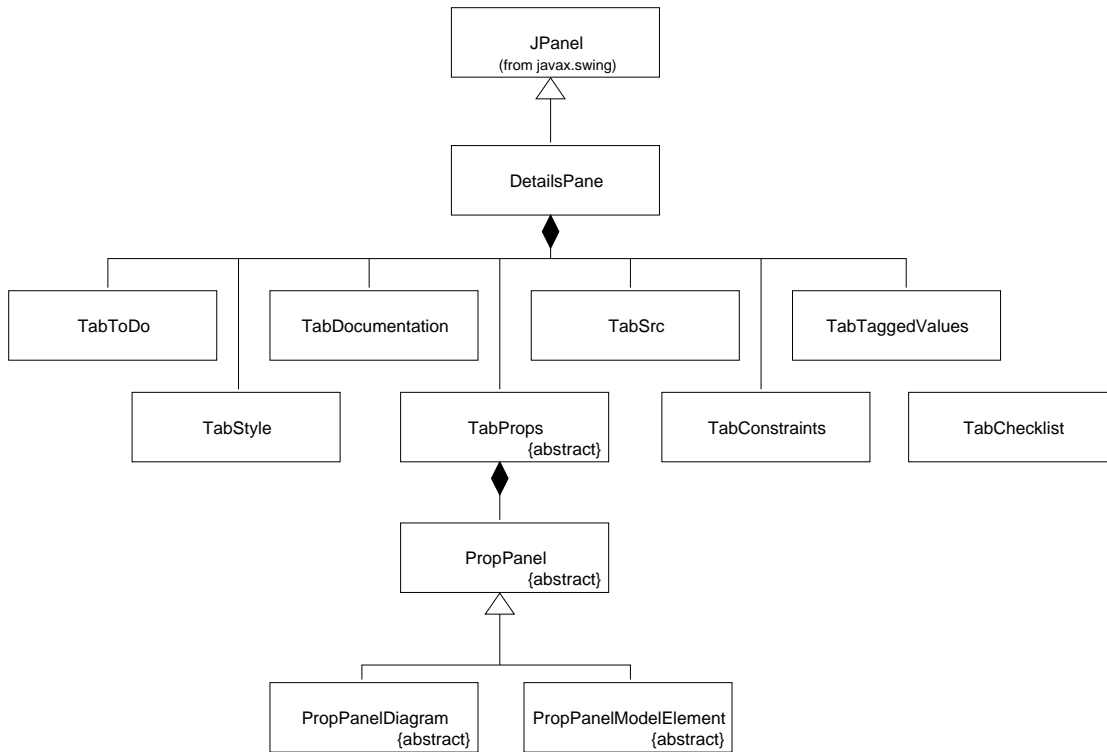 JPanel
(from javax.swing)
DetailsPane
TabToDo
TabDocumentation
TabSrc
TabTaggedValues
TabStyle
TabProps
{abstract}
TabConstraints
TabChecklist
PropPanel
{abstract}
PropPanelDiagram
{abstract}
PropPanelModelElement
{abstract}